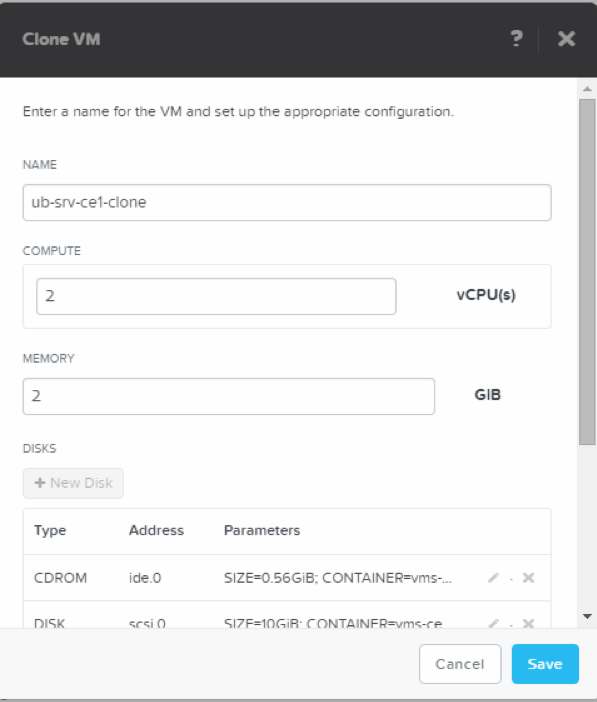 Clone VM ?
Enter a name for the VM and set up the appropriate configuration.
NAME
ub-srv-ce1-clone
COMPUTE
2 vCPU(s)
MEMORY
2 GIB
DISKS
+ New Disk
Type Address Parameters
CDROM ide.0 SIZE=0.56GiB; CONTAINER=vms-...
DISK scsi.0 SIZE=10GiB; CONTAINER=vms-ce
Cancel Save